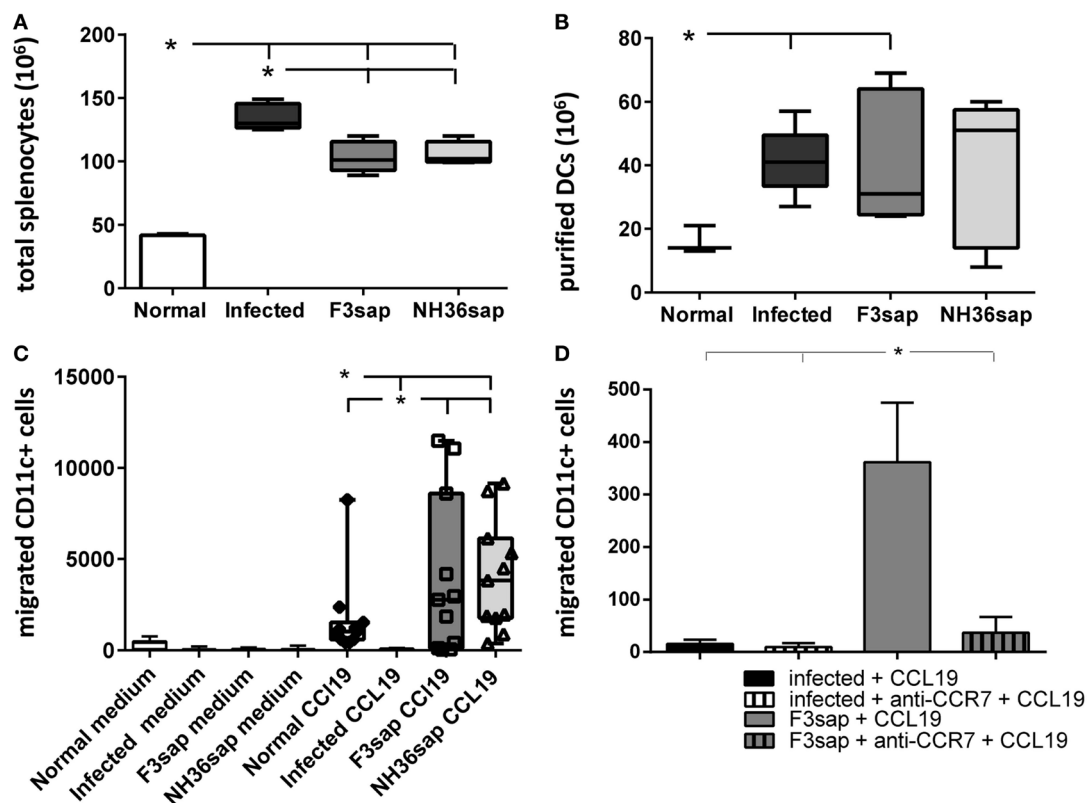 A
total splenocytes (10⁶)
200
150
100
50
0
*
*
Normal Infected F3sap NH36sap
B
purified DCs (10⁶)
80
60
40
20
0
*
Normal Infected F3sap NH36sap
C
migrated CD11c+ cells
15000
10000
5000
0
*
*
Normal medium
Infected medium
F3sap medium
NH36sap medium
Normal CCl19
Infected CCL19
F3sap CCl19
NH36sap CCL19
D
migrated CD11c+ cells
500
400
300
200
100
0
*
infected + CCL19
infected + anti-CCR7 + CCL19
F3sap + CCL19
F3sap + anti-CCR7 + CCL19